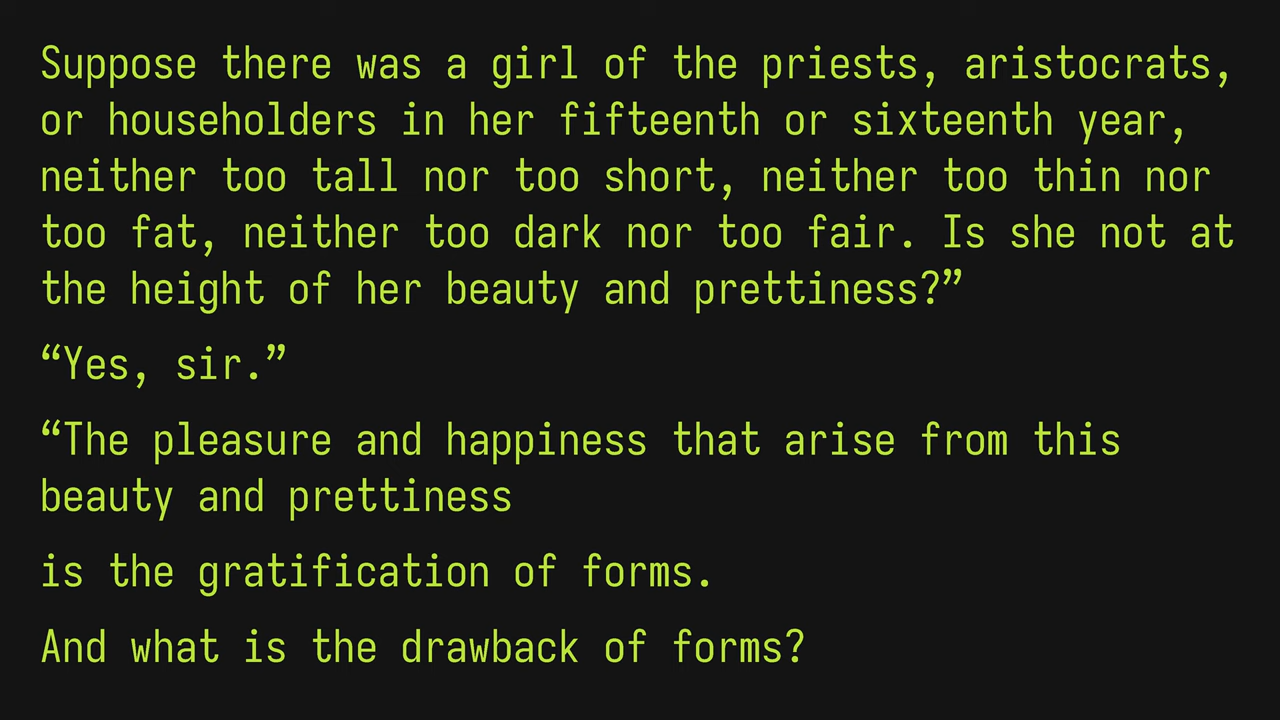 Suppose there was a girl of the priests, aristocrats,
or householders in her fifteenth or sixteenth year,
neither too tall nor too short, neither too thin nor
too fat, neither too dark nor too fair. Is she not at
the height of her beauty and prettiness?”
“Yes, sir.”
“The pleasure and happiness that arise from this
beauty and prettiness
is the gratification of forms.
And what is the drawback of forms?